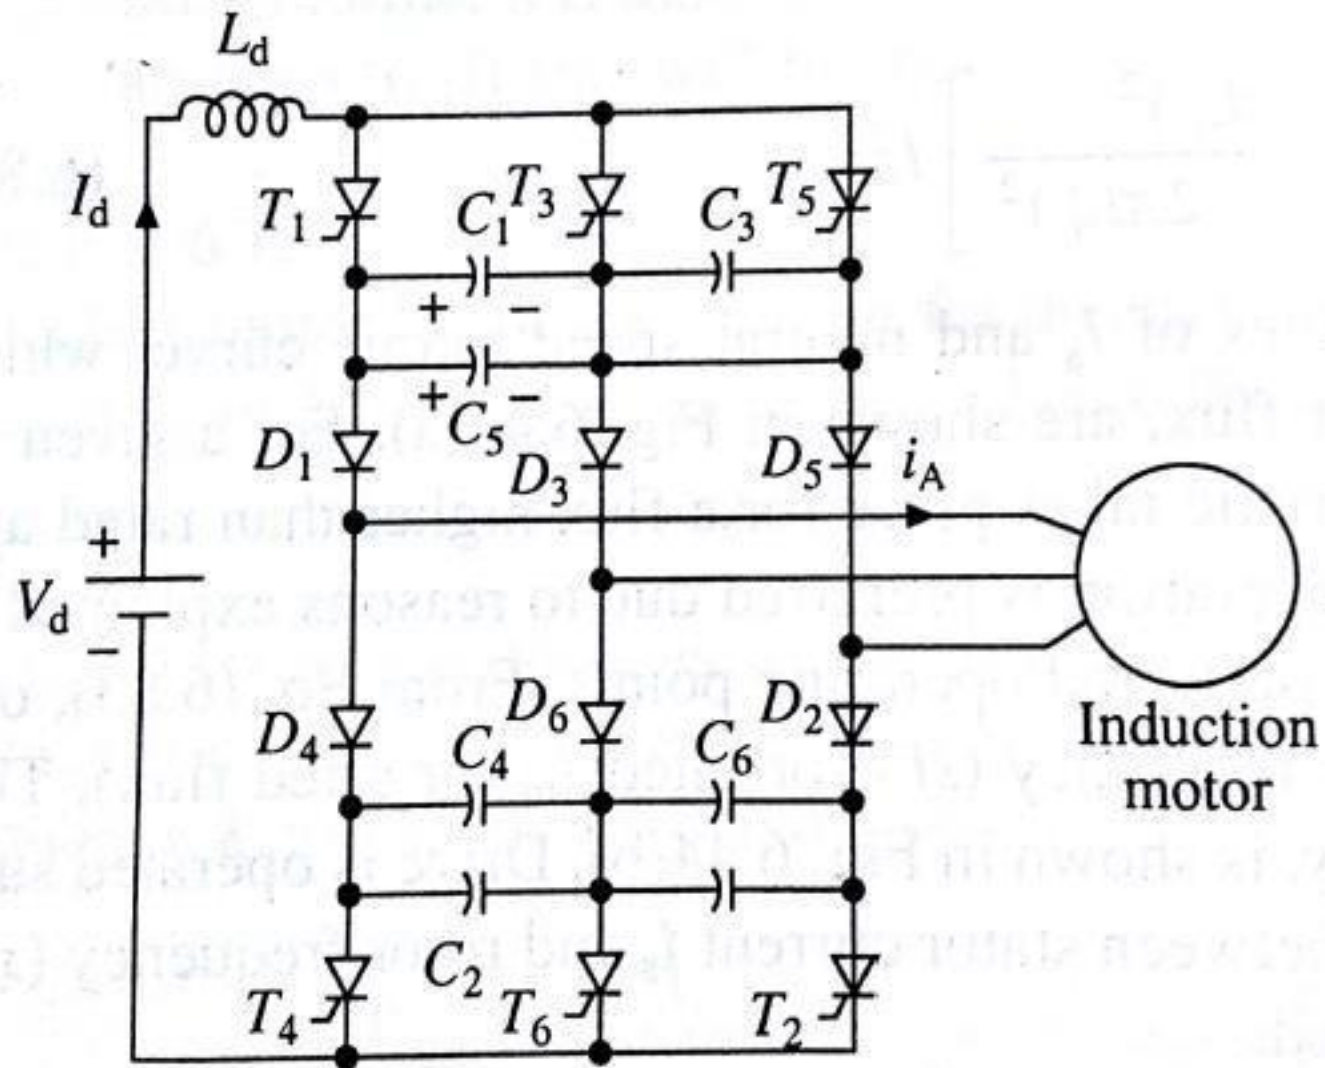 L_d
I_d
T_1 C_1 T_3 C_3 T_5
+ −
+ −
C_5
D_1 D_3 D_5 i_A
+
V_d
−
Induction
motor
D_4 C_4 D_6 C_6 D_2
C_2
T_4 T_6 T_2